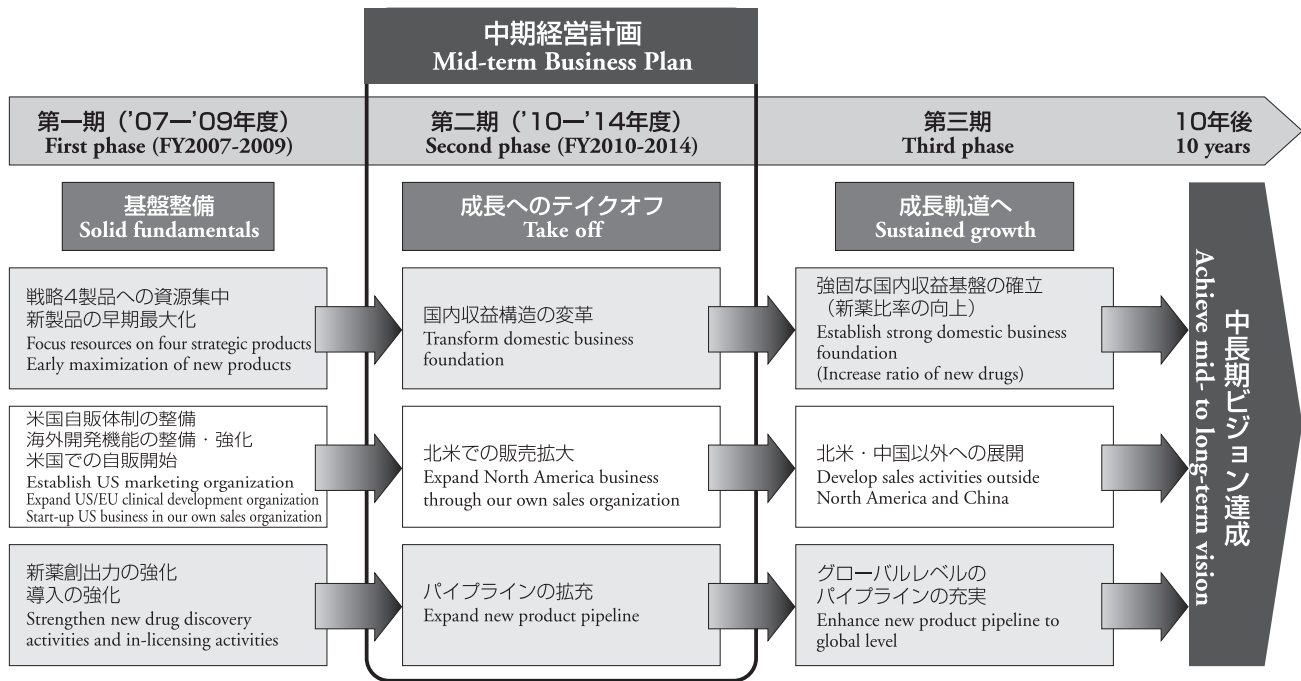 中期経営計画
Mid-term Business Plan
第一期（’07ー’09年度）
First phase (FY2007-2009)
第二期（’10ー’14年度）
Second phase (FY2010-2014)
第三期
Third phase
10年後
10 years
基盤整備
Solid fundamentals
成長へのテイクオフ
Take off
成長軌道へ
Sustained growth
戦略4製品への資源集中
新製品の早期最大化
Focus resources on four strategic products
Early maximization of new products
国内収益構造の変革
Transform domestic business
foundation
強固な国内収益基盤の確立
（新薬比率の向上）
Establish strong domestic business
foundation
(Increase ratio of new drugs)
米国自販体制の整備
海外開発機能の整備・強化
米国での自販開始
Establish US marketing organization
Expand US/EU clinical development organization
Start-up US business in our own sales organization
北米での販売拡大
Expand North America business
through our own sales organization
北米・中国以外への展開
Develop sales activities outside
North America and China
新薬創出力の強化
導入の強化
Strengthen new drug discovery
activities and in-licensing activities
パイプラインの拡充
Expand new product pipeline
グローバルレベルの
パイプラインの充実
Enhance new product pipeline to
global level
中長期ビジョン達成
Achieve mid- to long-term vision